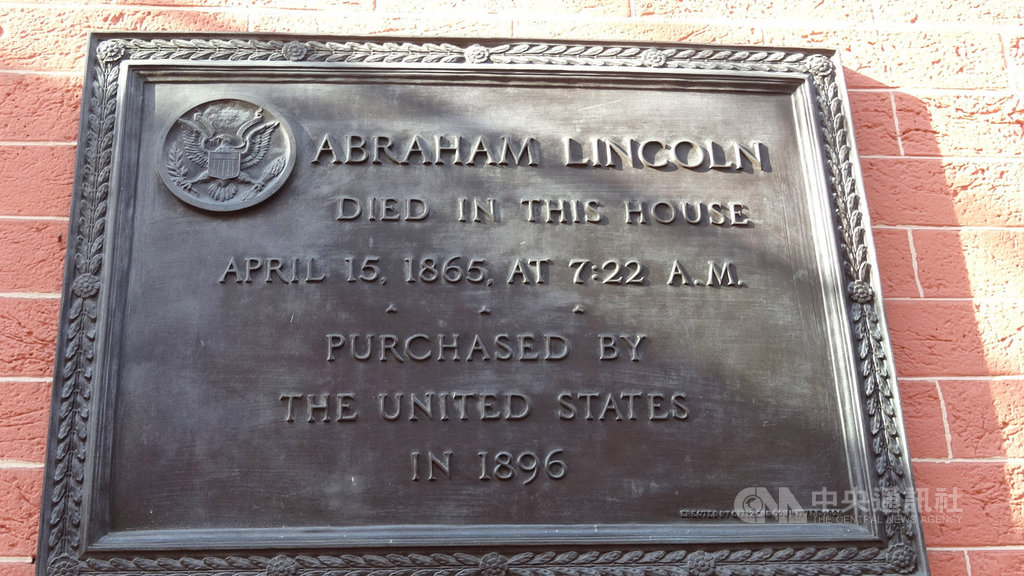 ABRAHAM LINCOLN
DIED IN THIS HOUSE
APRIL 15, 1865, AT 7:22 A.M.
PURCHASED BY
THE UNITED STATES
IN 1896
中央通訊社
THE CENTRAL NEWS AGENCY